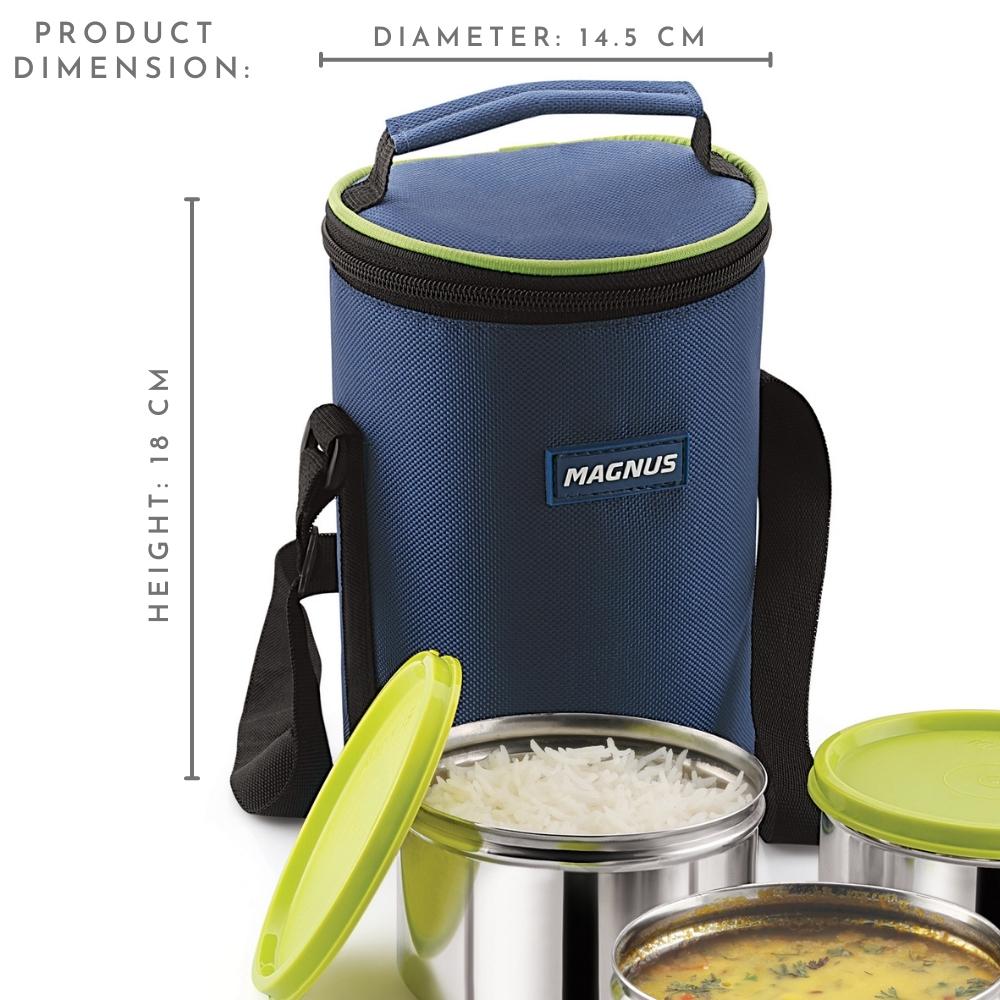 PRODUCT
DIMENSION:
DIAMETER: 14.5 CM
HEIGHT: 18 CM
MAGNUS